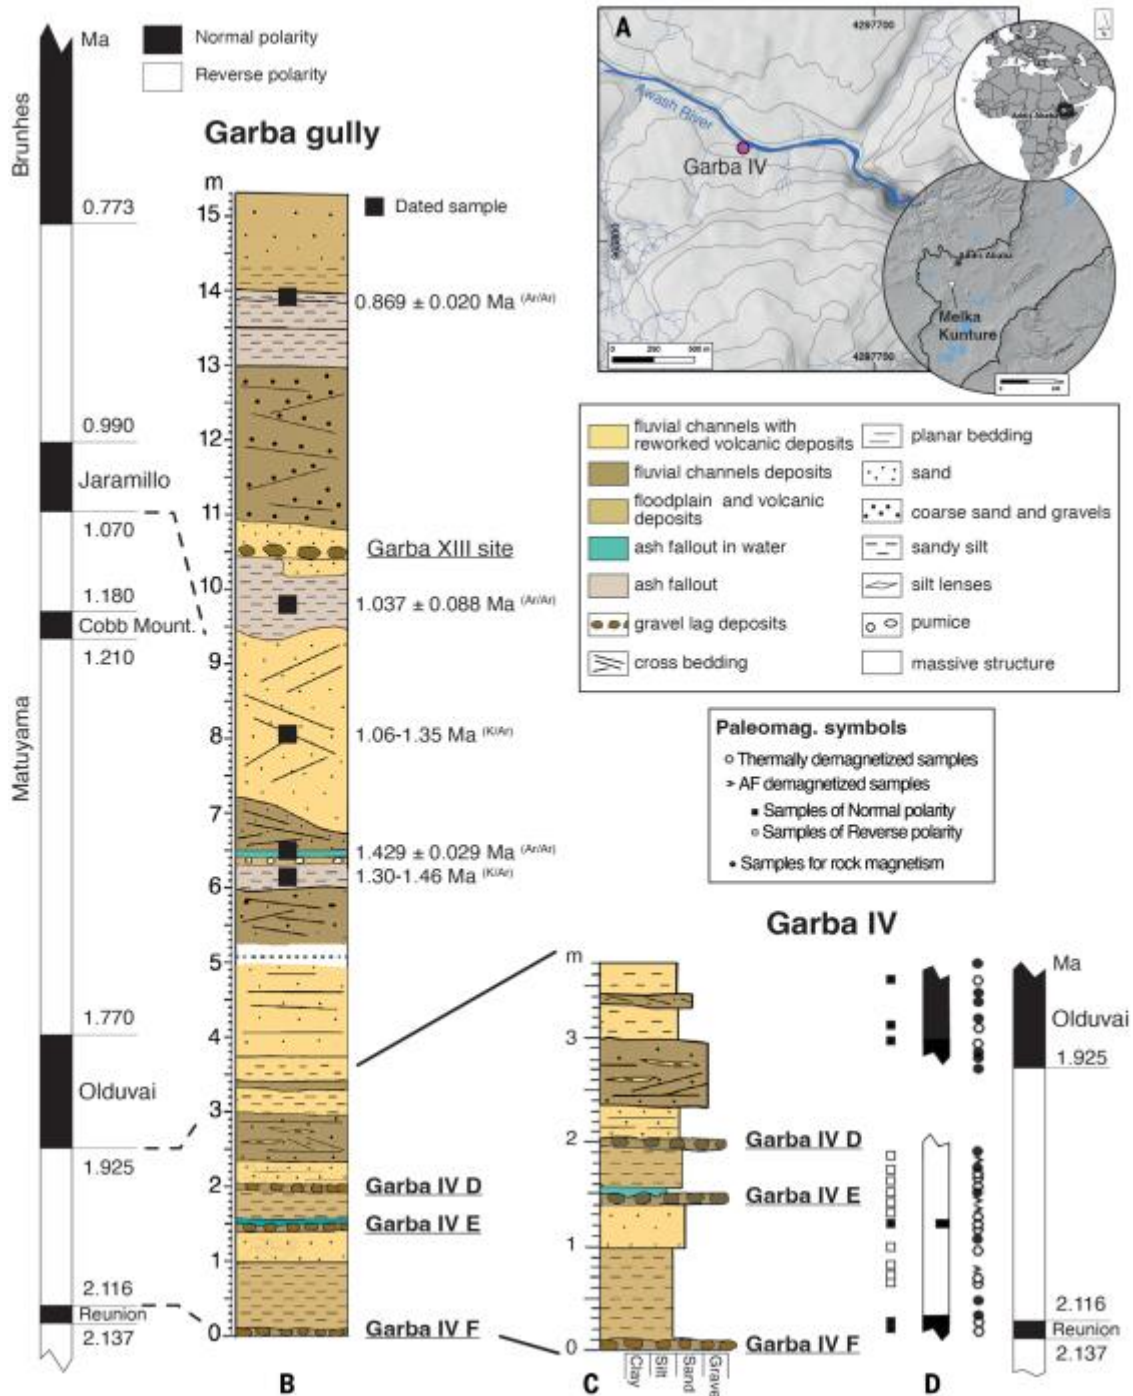 Ma
Normal polarity
Reverse polarity
Brunhes
Matuyama
0.773
0.990
Jaramillo
1.070
1.180
Cobb Mount.
1.210
1.770
Olduvai
1.925
2.116
Reunion
2.137
Garba gully
m
15
14
13
12
11
10
9
8
7
6
5
4
3
2
1
0
Dated sample
0.869 ± 0.020 Ma (Ar/Ar)
Garba XIII site
1.037 ± 0.088 Ma (Ar/Ar)
1.06-1.35 Ma (K/Ar)
1.429 ± 0.029 Ma (Ar/Ar)
1.30-1.46 Ma (K/Ar)
Garba IV D
Garba IV E
Garba IV F
B
A
4297700
Awash River
Garba IV
4297700
0 250 500 m
Addis Ababa
Melka
Kunture
fluvial channels with
reworked volcanic deposits
fluvial channels deposits
floodplain and volcanic
deposits
ash fallout in water
ash fallout
gravel lag deposits
cross bedding
planar bedding
sand
coarse sand and gravels
sandy silt
silt lenses
pumice
massive structure
Paleomag. symbols
Thermally demagnetized samples
AF demagnetized samples
Samples of Normal polarity
Samples of Reverse polarity
Samples for rock magnetism
Garba IV
m
3
2
1
0
Garba IV D
Garba IV E
Garba IV F
Clay
Silt
Sand
Grave
C
D
Ma
Olduvai
1.925
2.116
Reunion
2.137